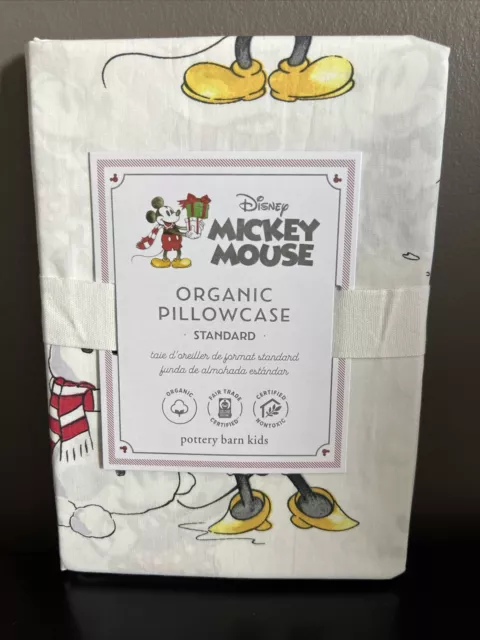 Disney
MICKEY
MOUSE
ORGANIC
PILLOWCASE
· STANDARD ·
taie d'oreiller de format standard
funda de almohada estándar
ORGANIC
FAIR TRADE
CERTIFIED
CERTIFIED
NONTOXIC
pottery barn kids